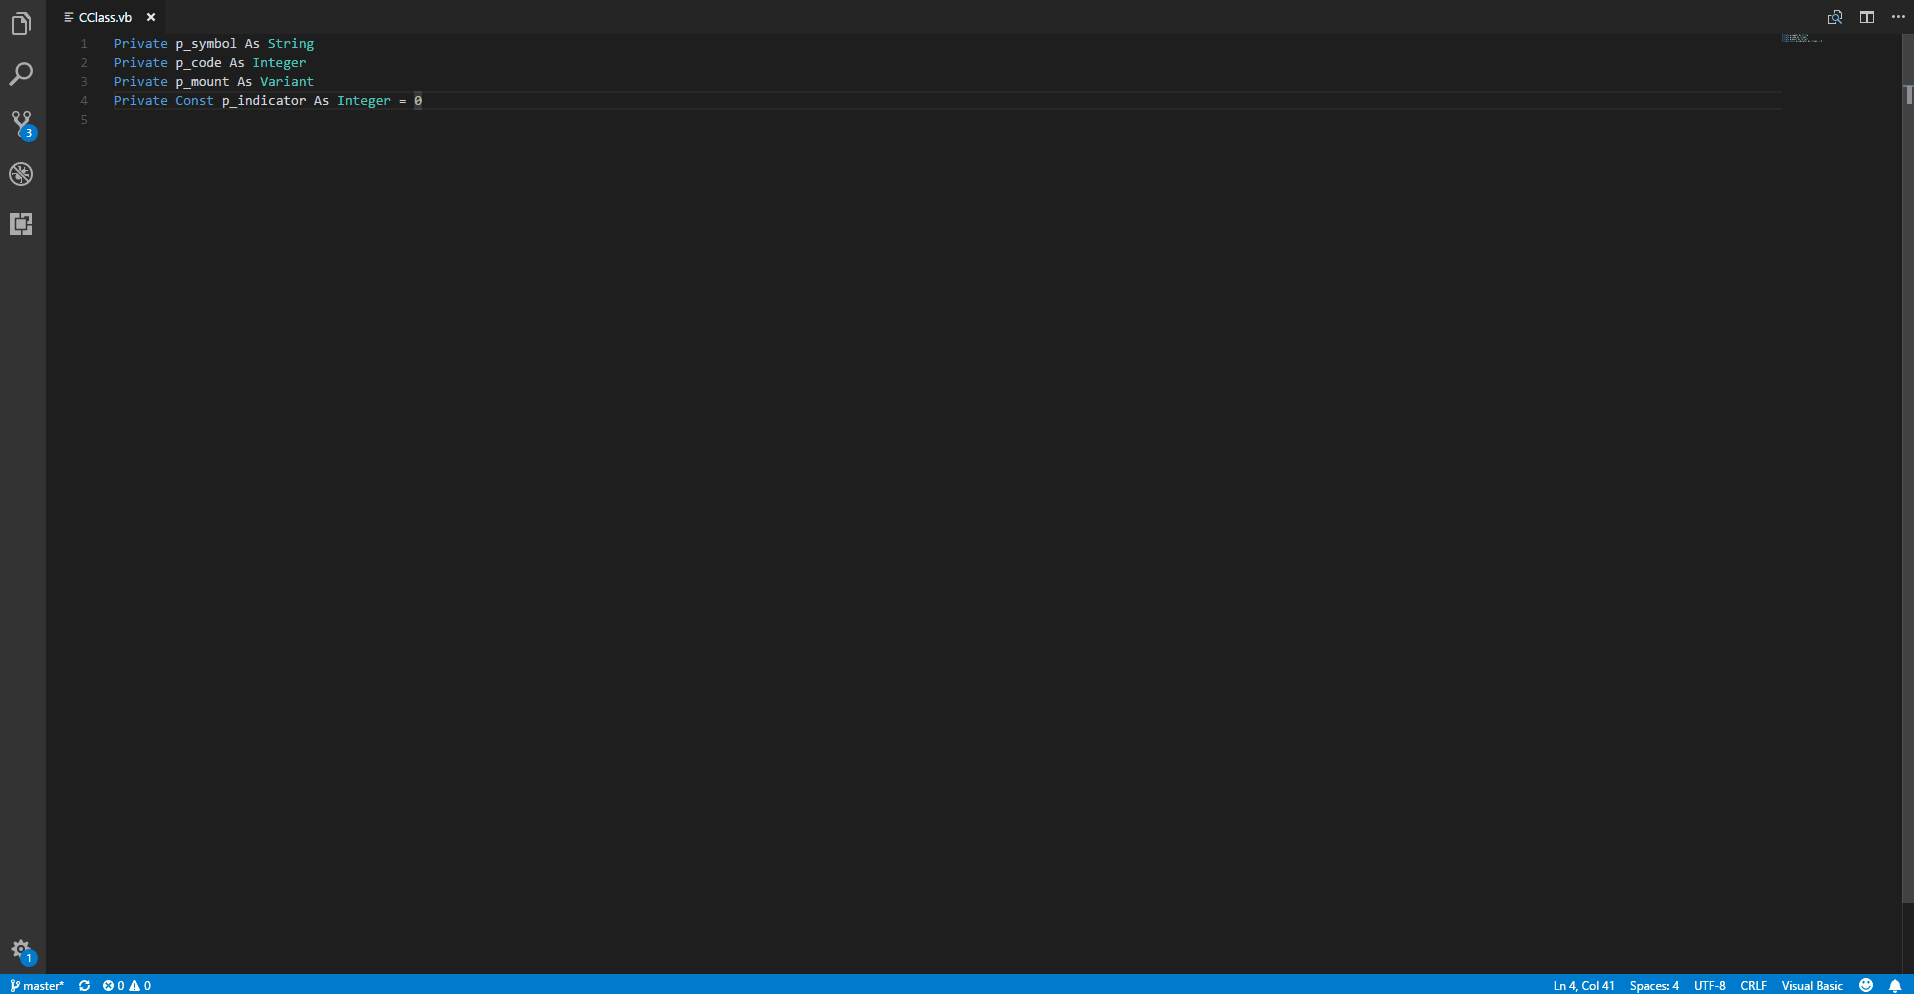 CClass.vb
1 Private p_symbol As String
2 Private p_code As Integer
3 Private p_mount As Variant
4 Private Const p_indicator As Integer = 0
5
3
1
master* 0 0 Ln 4, Col 41 Spaces: 4 UTF-8 CRLF Visual Basic